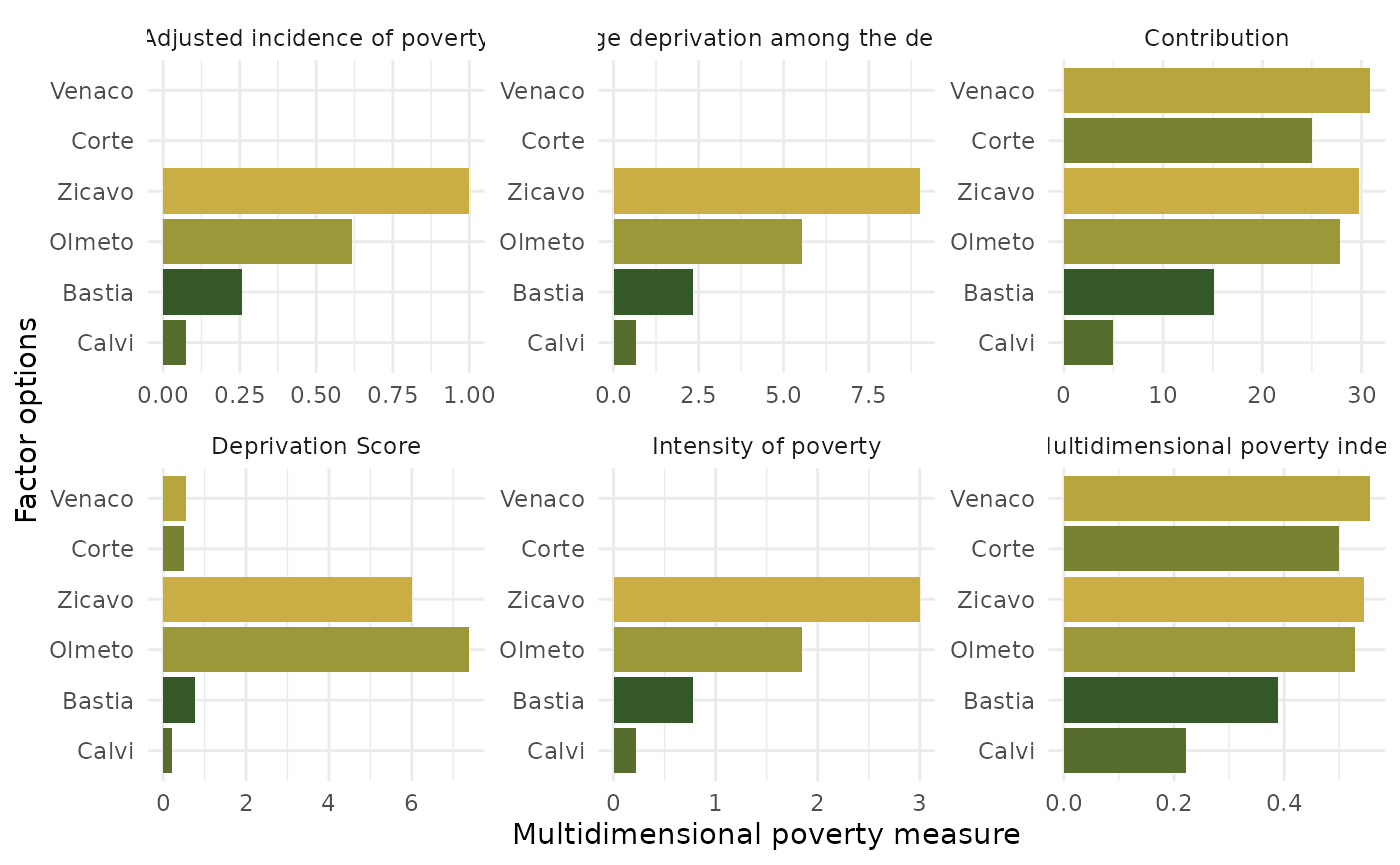 Adjusted incidence of poverty
ge deprivation among the de
Contribution
Venaco
Corte
Zicavo
Olmeto
Bastia
Calvi
0.00 0.25 0.50 0.75 1.00
Venaco
Corte
Zicavo
Olmeto
Bastia
Calvi
0.0 2.5 5.0 7.5
Venaco
Corte
Zicavo
Olmeto
Bastia
Calvi
0 10 20 30
Factor options
Deprivation Score
Intensity of poverty
ultidimensional poverty inde
Venaco
Corte
Zicavo
Olmeto
Bastia
Calvi
0 2 4 6
Venaco
Corte
Zicavo
Olmeto
Bastia
Calvi
0 1 2 3
Venaco
Corte
Zicavo
Olmeto
Bastia
Calvi
0.0 0.2 0.4
Multidimensional poverty measure